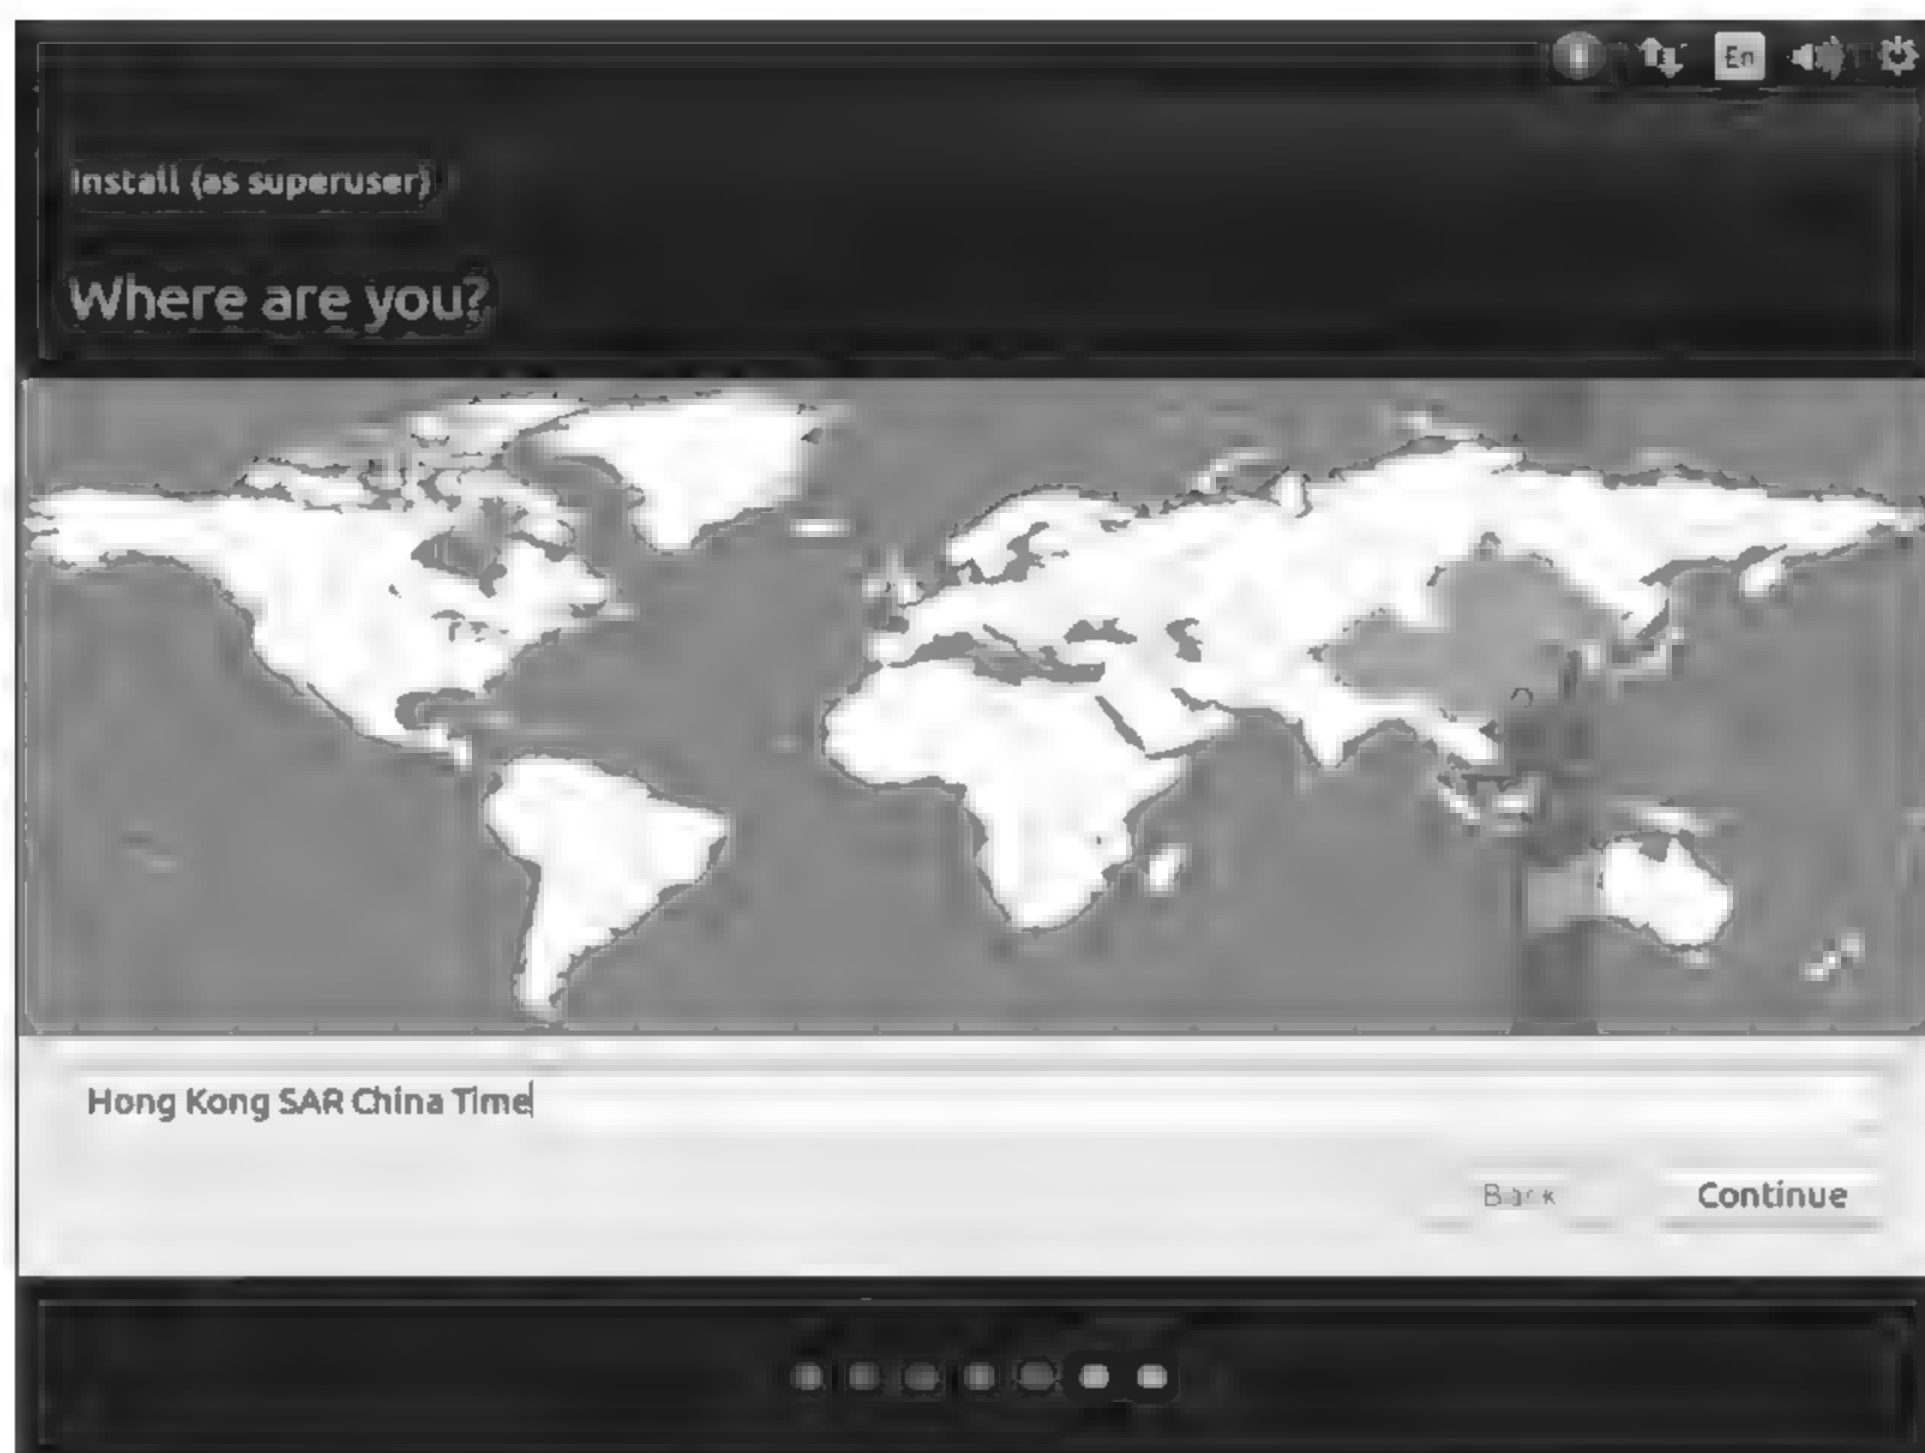 En
Install (as superuser)
Where are you?
Hong Kong SAR China Time
Back Continue